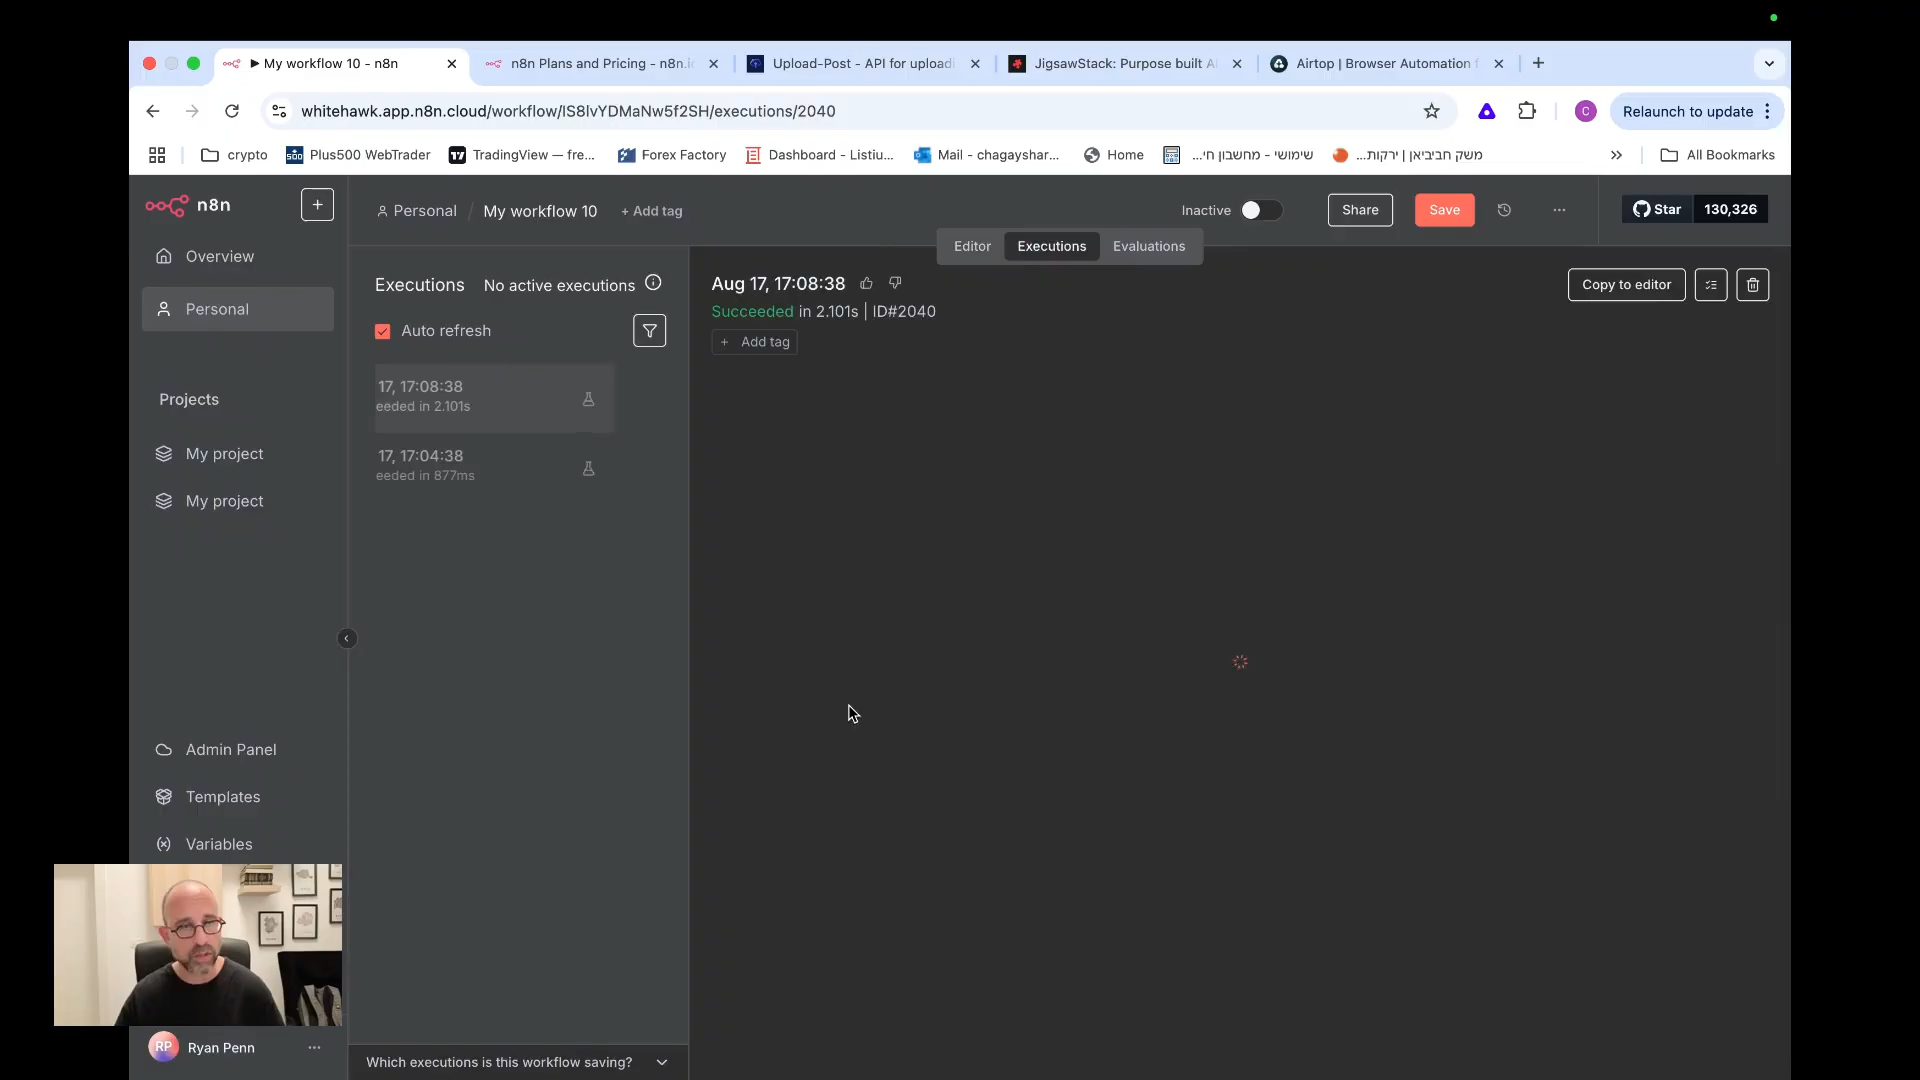 My workflow 10 - n8n
n8n Plans and Pricing - n8n.i
Upload-Post - API for uploadi
JigsawStack: Purpose built A
Airtop | Browser Automation f
whitehawk.app.n8n.cloud/workflow/IS8lvYDMaNw5f2SH/executions/2040
C
Relaunch to update
crypto
Plus500 WebTrader
TradingView — fre...
Forex Factory
Dashboard - Listiu...
Mail - chagayshar...
Home
שימושי - מחשבון חי...
משק חביביאן | ירקות...
All Bookmarks
n8n
Personal / My workflow 10 + Add tag
Inactive
Share
Save
Star 130,326
Editor Executions Evaluations
Overview
Personal
Projects
My project
My project
Admin Panel
Templates
Variables
RP Ryan Penn
Executions No active executions
Auto refresh
17, 17:08:38
eeded in 2.101s
17, 17:04:38
eeded in 877ms
Which executions is this workflow saving?
Aug 17, 17:08:38
Succeeded in 2.101s | ID#2040
+ Add tag
Copy to editor